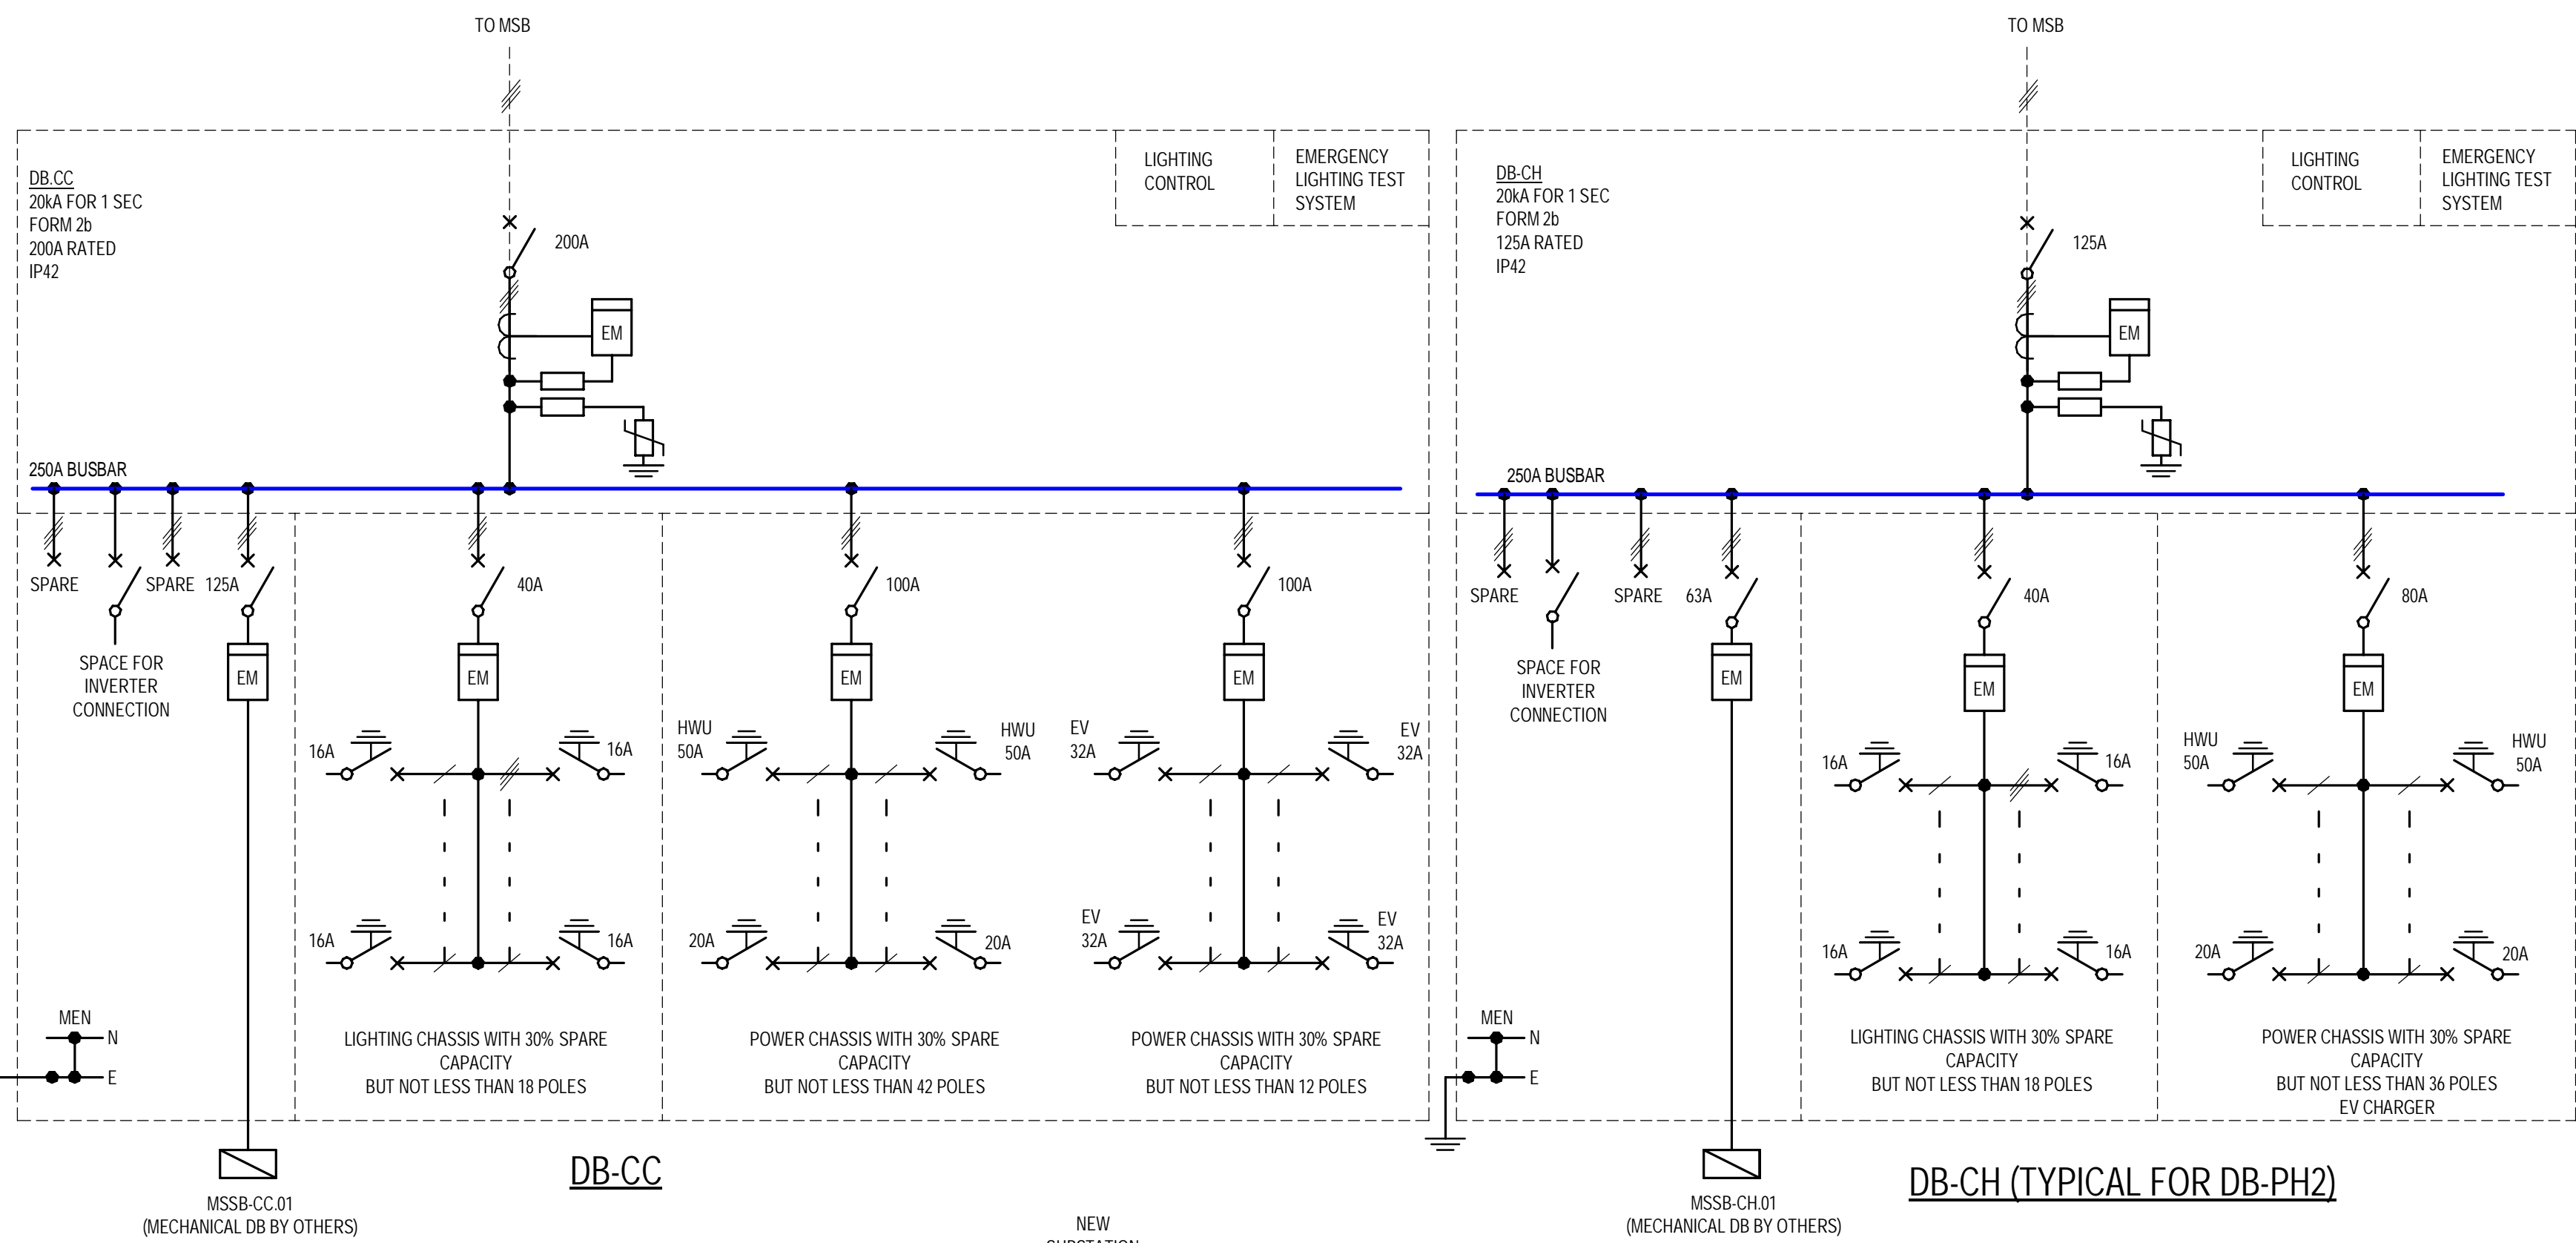 TO MSB
DB.CC
20kA FOR 1 SEC
FORM 2b
200A RATED
IP42
LIGHTING
CONTROL
EMERGENCY
LIGHTING TEST
SYSTEM
200A
EM
250A BUSBAR
SPARE
SPACE FOR
INVERTER
CONNECTION
SPARE
125A
EM
40A
EM
100A
EM
100A
EM
16A
16A
16A
16A
HWU
50A
HWU
50A
20A
20A
EV
32A
EV
32A
EV
32A
EV
32A
MEN
N
E
LIGHTING CHASSIS WITH 30% SPARE
CAPACITY
BUT NOT LESS THAN 18 POLES
POWER CHASSIS WITH 30% SPARE
CAPACITY
BUT NOT LESS THAN 42 POLES
POWER CHASSIS WITH 30% SPARE
CAPACITY
BUT NOT LESS THAN 12 POLES
MSSB-CC.01
(MECHANICAL DB BY OTHERS)
DB-CC
NEW
SUBSTATION
TO MSB
DB-CH
20kA FOR 1 SEC
FORM 2b
125A RATED
IP42
LIGHTING
CONTROL
EMERGENCY
LIGHTING TEST
SYSTEM
125A
EM
250A BUSBAR
SPARE
SPACE FOR
INVERTER
CONNECTION
SPARE
63A
EM
40A
EM
80A
EM
16A
16A
16A
16A
HWU
50A
HWU
50A
20A
20A
MEN
N
E
LIGHTING CHASSIS WITH 30% SPARE
CAPACITY
BUT NOT LESS THAN 18 POLES
POWER CHASSIS WITH 30% SPARE
CAPACITY
BUT NOT LESS THAN 36 POLES
EV CHARGER
MSSB-CH.01
(MECHANICAL DB BY OTHERS)
DB-CH (TYPICAL FOR DB-PH2)